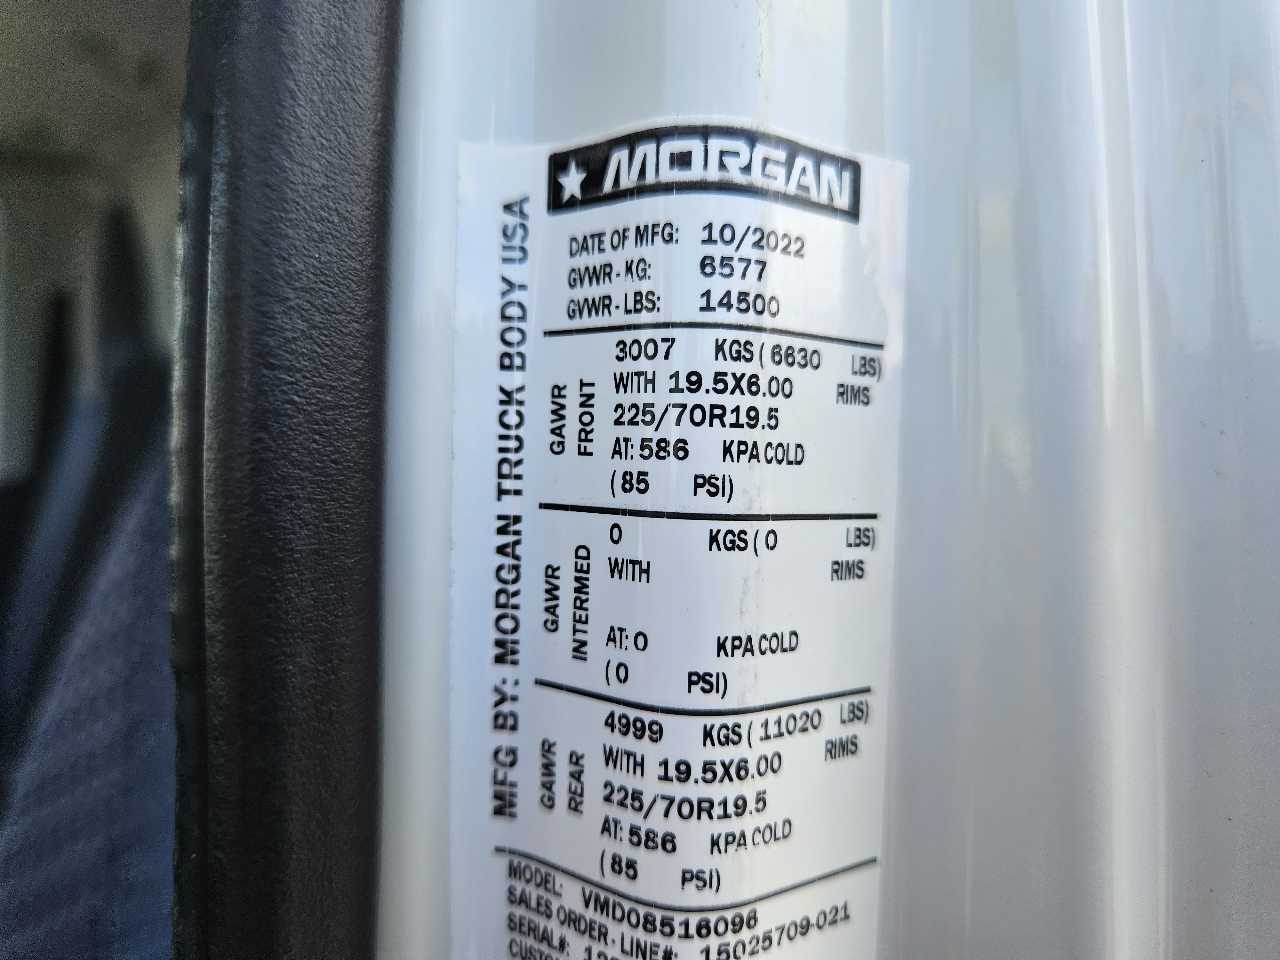 MORGAN
MFG BY: MORGAN TRUCK BODY USA
DATE OF MFG: 10/2022
GVWR - KG: 6577
GVWR - LBS: 14500
GAWR FRONT
3007 KGS ( 6630 LBS)
WITH 19.5X6.00 RIMS
225/70R19.5
AT: 586 KPA COLD
( 85 PSI)
GAWR INTERMED
0 KGS ( 0 LBS)
WITH RIMS
AT: 0 KPA COLD
( 0 PSI)
GAWR REAR
4999 KGS ( 11020 LBS)
WITH 19.5X6.00 RIMS
225/70R19.5
AT: 586 KPA COLD
( 85 PSI)
MODEL: VMD08516096
SALES ORDER - LINE#: 15025709-021
SERIAL#: